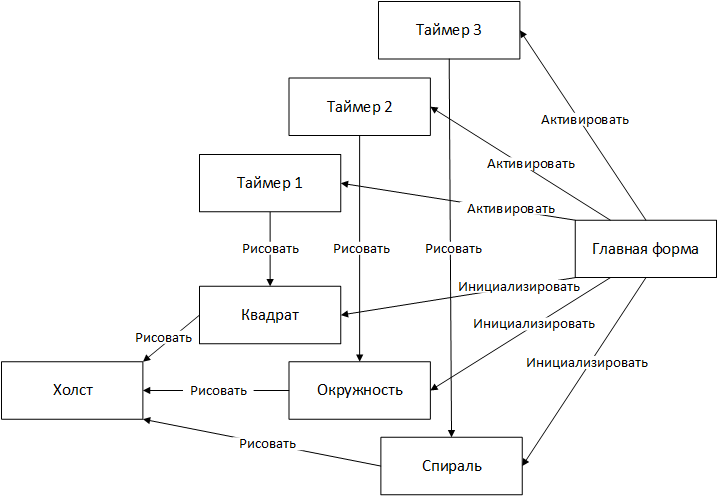 Таймер 3
Таймер 2
Активировать
Активировать
Таймер 1
Активировать
Рисовать
Рисовать
Рисовать
Главная форма
Инициализировать
Квадрат
Инициализировать
Рисовать
Инициализировать
Холст
Рисовать
Окружность
Рисовать
Спираль